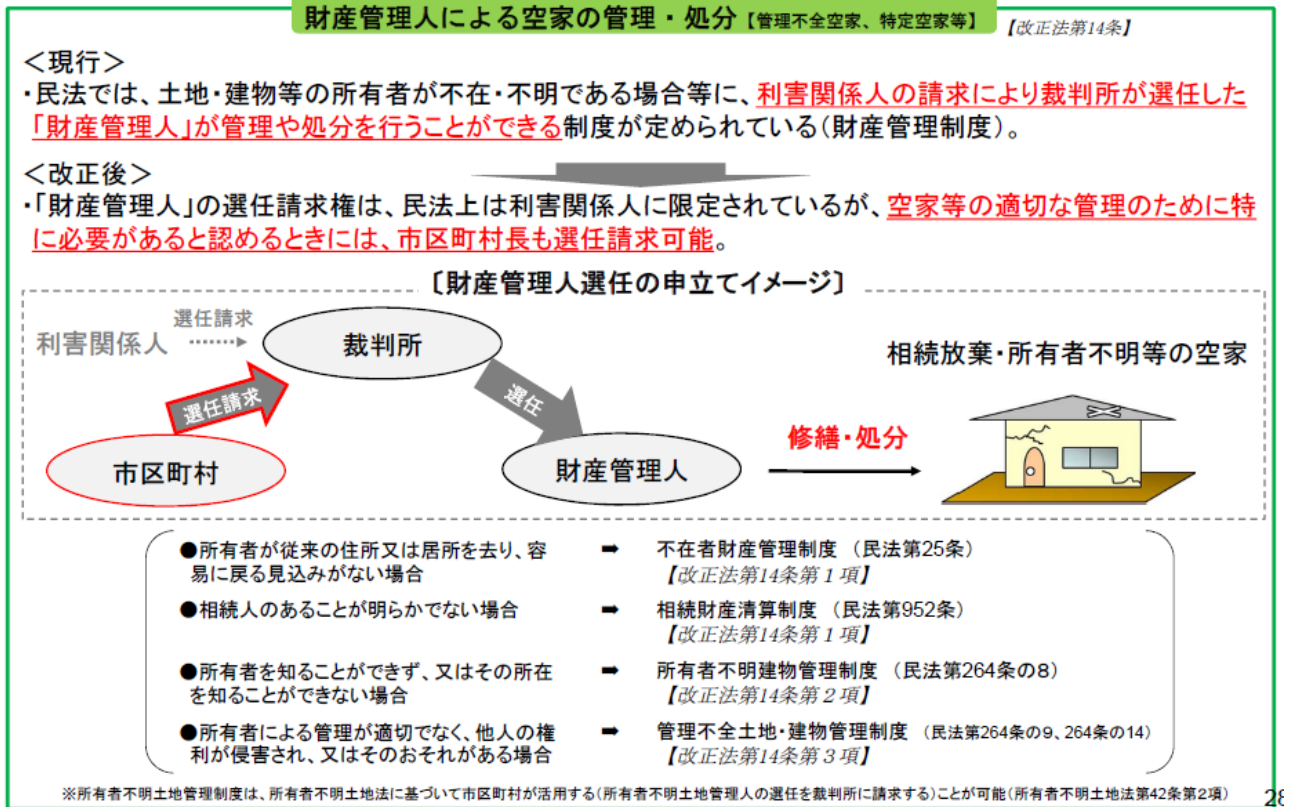 財産管理人による空家の管理・処分【管理不全空家、特定空家等】
【改正法第14条】
＜現行＞
・民法では、土地・建物等の所有者が不在・不明である場合等に、利害関係人の請求により裁判所が選任した
「財産管理人」が管理や処分を行うことができる制度が定められている（財産管理制度）。
＜改正後＞
・「財産管理人」の選任請求権は、民法上は利害関係人に限定されているが、空家等の適切な管理のために特
に必要があると認めるときには、市区町村長も選任請求可能。
〔財産管理人選任の申立てイメージ〕
利害関係人
選任請求
裁判所
相続放棄・所有者不明等の空家
選任請求
選任
市区町村
財産管理人
修繕・処分
●所有者が従来の住所又は居所を去り、容
易に戻る見込みがない場合
➡ 不在者財産管理制度 （民法第25条）
【改正法第14条第１項】
●相続人のあることが明らかでない場合
➡ 相続財産清算制度 （民法第952条）
【改正法第14条第１項】
●所有者を知ることができず、又はその所在
を知ることができない場合
➡ 所有者不明建物管理制度 （民法第264条の８）
【改正法第14条第２項】
●所有者による管理が適切でなく、他人の権
利が侵害され、又はそのおそれがある場合
➡ 管理不全土地・建物管理制度 （民法第264条の９、264条の14）
【改正法第14条第３項】
※所有者不明土地管理制度は、所有者不明土地法に基づいて市区町村が活用する（所有者不明土地管理人の選任を裁判所に請求する）ことが可能（所有者不明土地法第42条第2項）
28